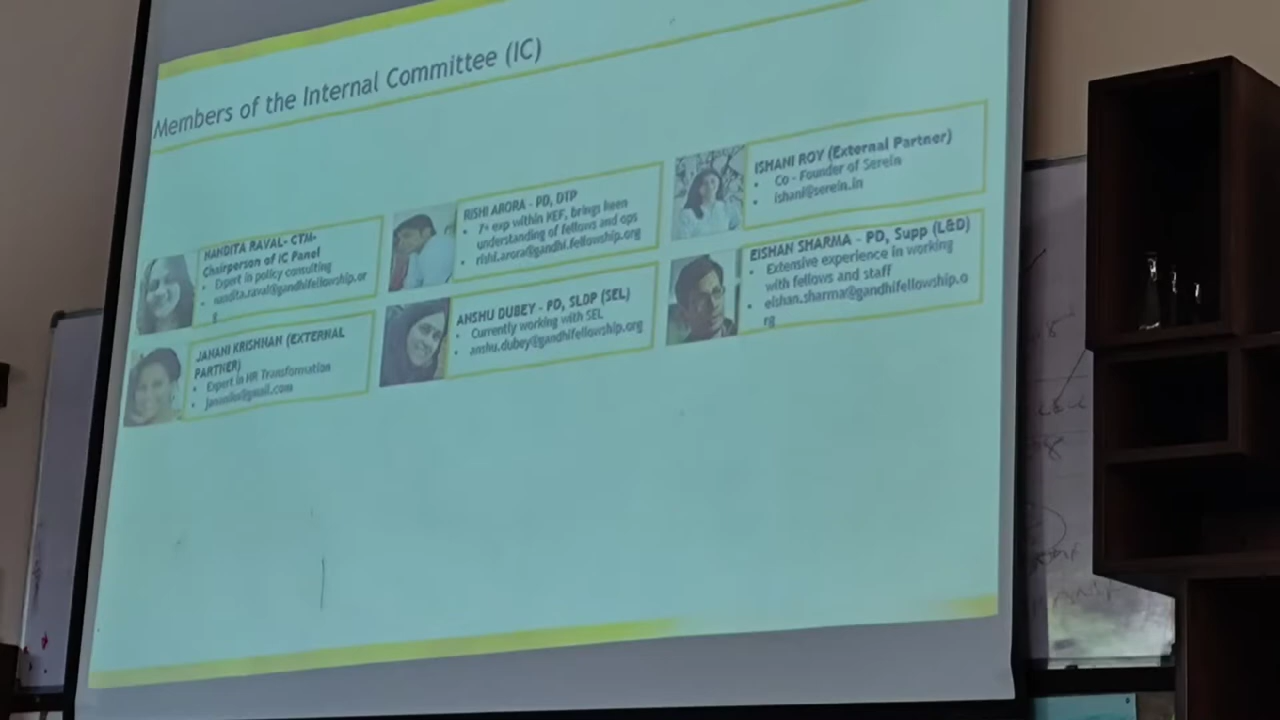 Members of the Internal Committee (IC)
NANDITA RAVAL- CTM-
Chairperson of IC Panel
• Expert in policy consulting
• nandita.raval@gandhifellowship.or
g
JANANI KRISHNAN (EXTERNAL
PARTNER)
• Expert in HR Transformation
RISHI ARORA - PD, DTP
• 7+ exp within KEF, brings keen
understanding of fellows and ops
• rishi.arora@gandhi.fellowship.org
ANSHU DUBEY - PD, SLDP (SEL)
• Currently working with SEL
• anshu.dubey@gandhifellowship.org
ISHANI ROY (External Partner)
• Co - Founder of Serein
• ishani@serein.in
EISHAN SHARMA - PD, Supp (L&D)
• Extensive experience in working
with fellows and staff
• eishan.sharma@gandhifellowship.o
rg